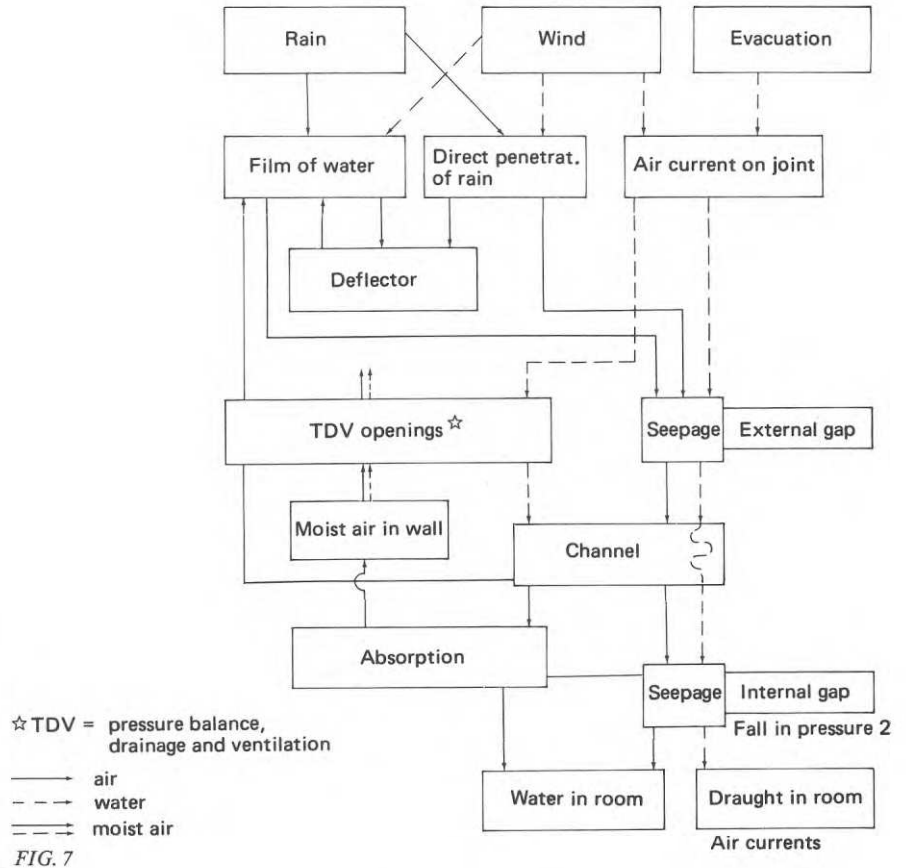 Rain
Wind
Evacuation
Film of water
Direct penetrat.
of rain
Air current on joint
Deflector
TDV openings ☆
Seepage
External gap
Moist air in wall
Channel
Absorption
Seepage
Internal gap
Fall in pressure 2
☆ TDV = pressure balance,
drainage and ventilation
air
water
moist air
Water in room
Draught in room
Air currents
FIG. 7